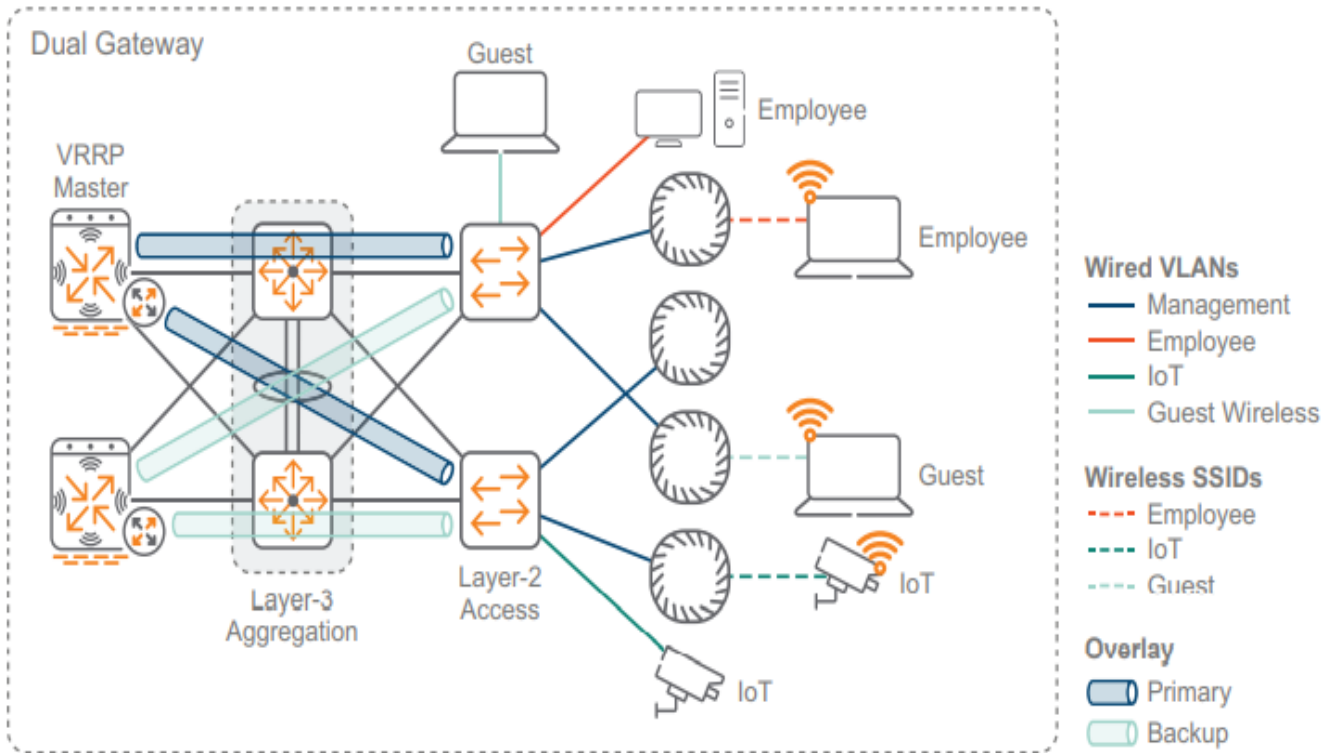 Dual Gateway
Guest
Employee
VRRP
Master
Employee
Guest
Layer-3
Aggregation
Layer-2
Access
IoT
IoT
Wired VLANs
Management
Employee
IoT
Guest Wireless
Wireless SSIDs
Employee
IoT
Guest
Overlay
Primary
Backup